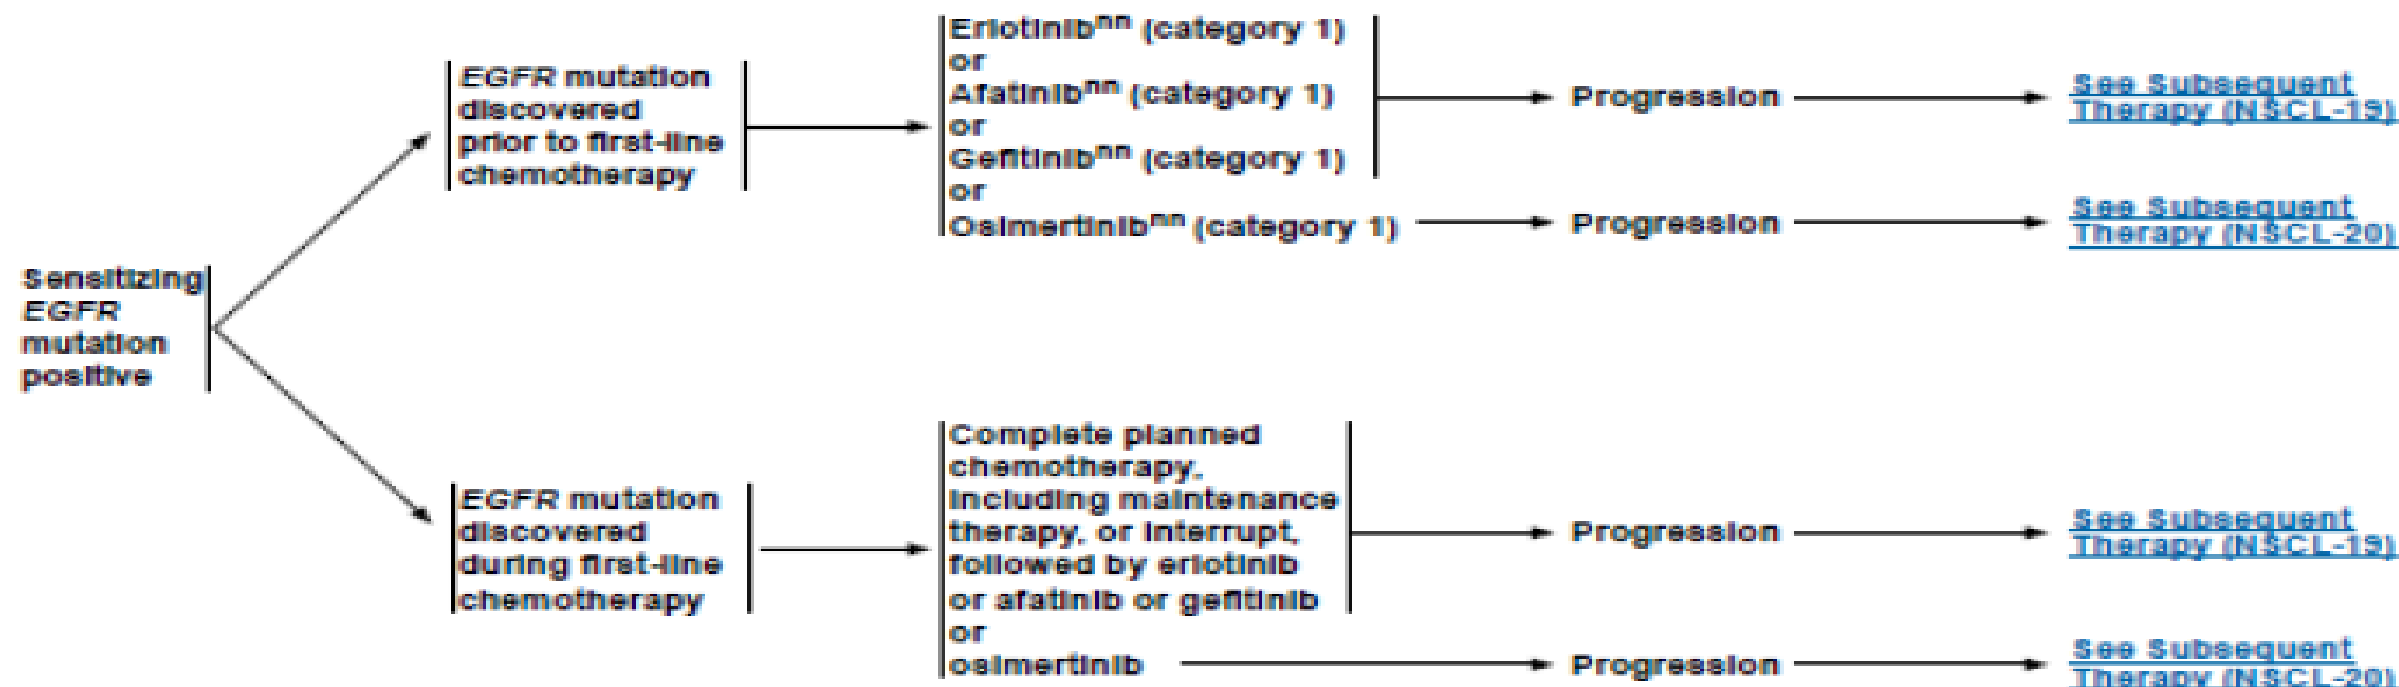 Sensitizing
EGFR
mutation
positive
EGFR mutation
discovered
prior to first-line
chemotherapy
Erlotinibⁿⁿ (category 1)
or
Afatinibⁿⁿ (category 1)
or
Gefitinibⁿⁿ (category 1)
or
Osimertinibⁿⁿ (category 1)
Progression
See Subsequent
Therapy (NSCL-19)
Progression
See Subsequent
Therapy (NSCL-20)
EGFR mutation
discovered
during first-line
chemotherapy
Complete planned
chemotherapy,
including maintenance
therapy, or interrupt,
followed by erlotinib
or afatinib or gefitinib
or
osimertinib
Progression
See Subsequent
Therapy (NSCL-19)
Progression
See Subsequent
Therapy (NSCL-20)